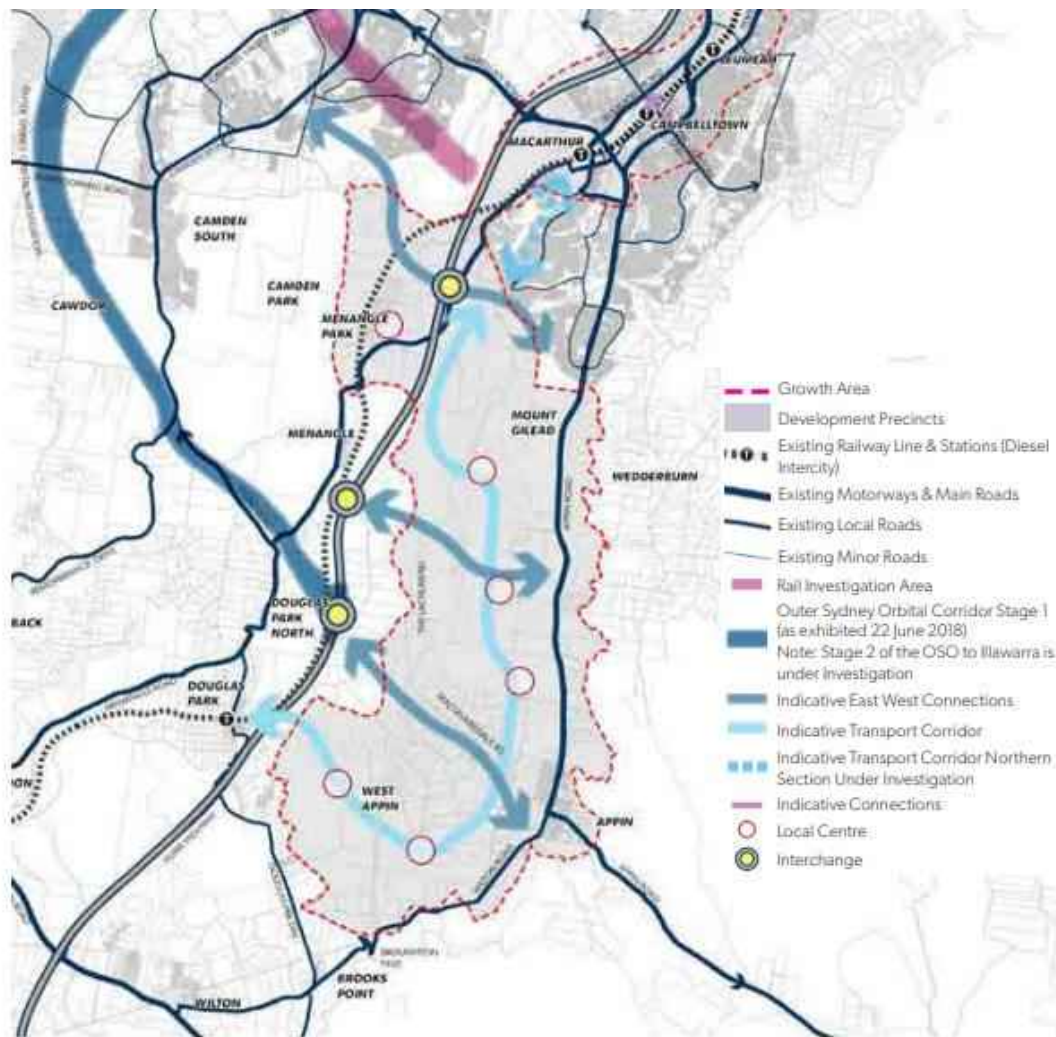 LEUMEAH
CAMPBELLTOWN
MACARTHUR
CAMDEN
SOUTH
CAMDEN
PARK
CAWDOR
MENANGLE
PARK
MENANGLE
MOUNT
GILEAD
WEDDERBURN
DOUGLAS
PARK
NORTH
BACK
DOUGLAS
PARK
WEST
APPIN
APPIN
BROUGHTON
PASS
BROOKS
POINT
WILTON
Growth Area
Development Precincts
Existing Railway Line & Stations (Diesel
Intercity)
Existing Motorways & Main Roads
Existing Local Roads
Existing Minor Roads
Rail Investigation Area
Outer Sydney Orbital Corridor Stage 1
(as exhibited 22 June 2018)
Note: Stage 2 of the OSO to Illawarra is
under Investigation
Indicative East West Connections
Indicative Transport Corridor
Indicative Transport Corridor Northern
Section Under Investigation
Indicative Connections
Local Centre
Interchange